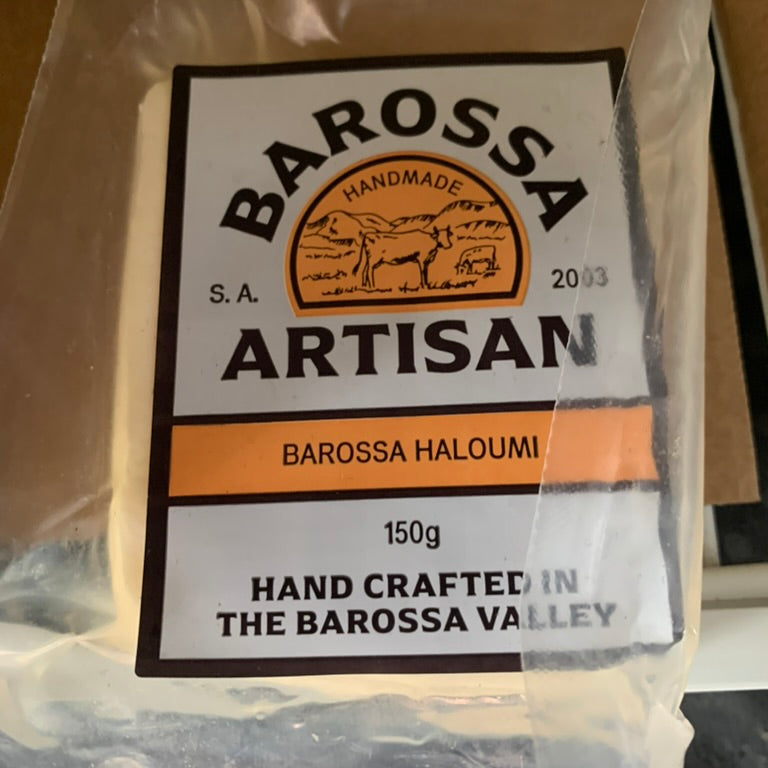 BAROSSA
HANDMADE
S. A.
2003
ARTISAN
BAROSSA HALOUMI
150g
HAND CRAFTED IN
THE BAROSSA VALLEY